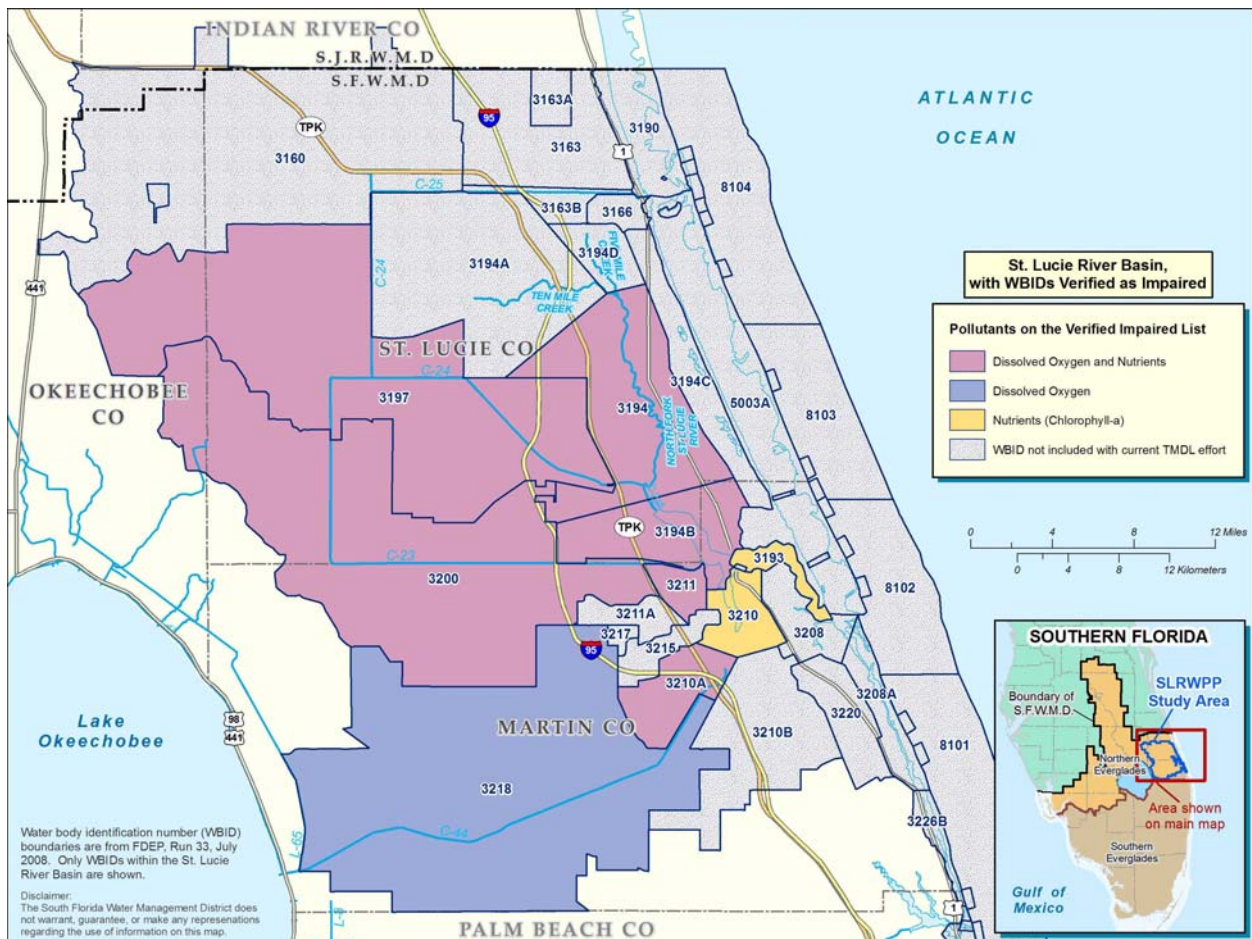 INDIAN RIVER CO
S.J.R.W.M.D
S.F.W.M.D
ATLANTIC
OCEAN
95
3163A
3190
TPK
3163
1
3160
8104
C-25
3163B
3166
3194D
FIVE MILE
CREEK
3194A
C-24
441
TEN MILE
CREEK
ST. LUCIE CO
C-24
OKEECHOBEE
CO
3197
3194
3194C
5003A
8103
NORTH FORK
ST LUCIE
RIVER
TPK
3194B
C-23
3193
3200
3211
8102
3211A
3210
3217
3208
95
3215
3210A
3208A
3220
Lake
Okeechobee
98
441
MARTIN CO
3210B
8101
3218
C-44
3226B
L-65
L-8
1
PALM BEACH CO
St. Lucie River Basin,
with WBIDs Verified as Impaired
Pollutants on the Verified Impaired List
Dissolved Oxygen and Nutrients
Dissolved Oxygen
Nutrients (Chlorophyll-a)
WBID not included with current TMDL effort
0 4 8 12 Miles
0 4 8 12 Kilometers
SOUTHERN FLORIDA
SLRWPP
Study Area
Boundary of
S.F.W.M.D.
Northern
Everglades
Area shown
on main map
Southern
Everglades
Gulf of
Mexico
Water body identification number (WBID)
boundaries are from FDEP, Run 33, July
2008. Only WBIDs within the St. Lucie
River Basin are shown.
Disclaimer:
The South Florida Water Management District does
not warrant, guarantee, or make any represenations
regarding the use of information on this map.